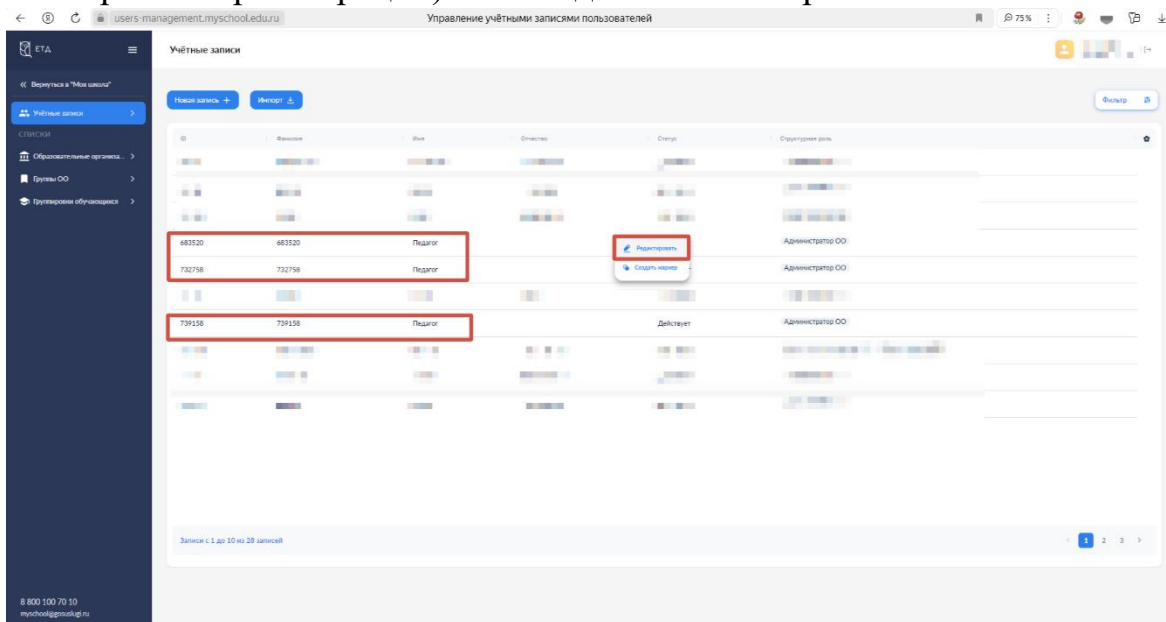 users-management.myschool.edu.ru Управление учётными записями пользователей 75 %
ЕТД Учётные записи
Вернуться в "Моя школа"
Учётные записи
Новая запись + Импорт Фильтр
СПИСКИ
ID Фамилия Имя Отчество Статус Структурная роль
Образовательные организа...
Группы ОО
Группировки обучающихся
683520 683520 Педагог Редактировать Администратор ОО
732758 732758 Педагог Создать маркер Администратор ОО
739158 739158 Педагог Действует Администратор ОО
Записи с 1 до 10 из 28 записей 1 2 3
8 800 100 70 10
myschool@gosuslugi.ru